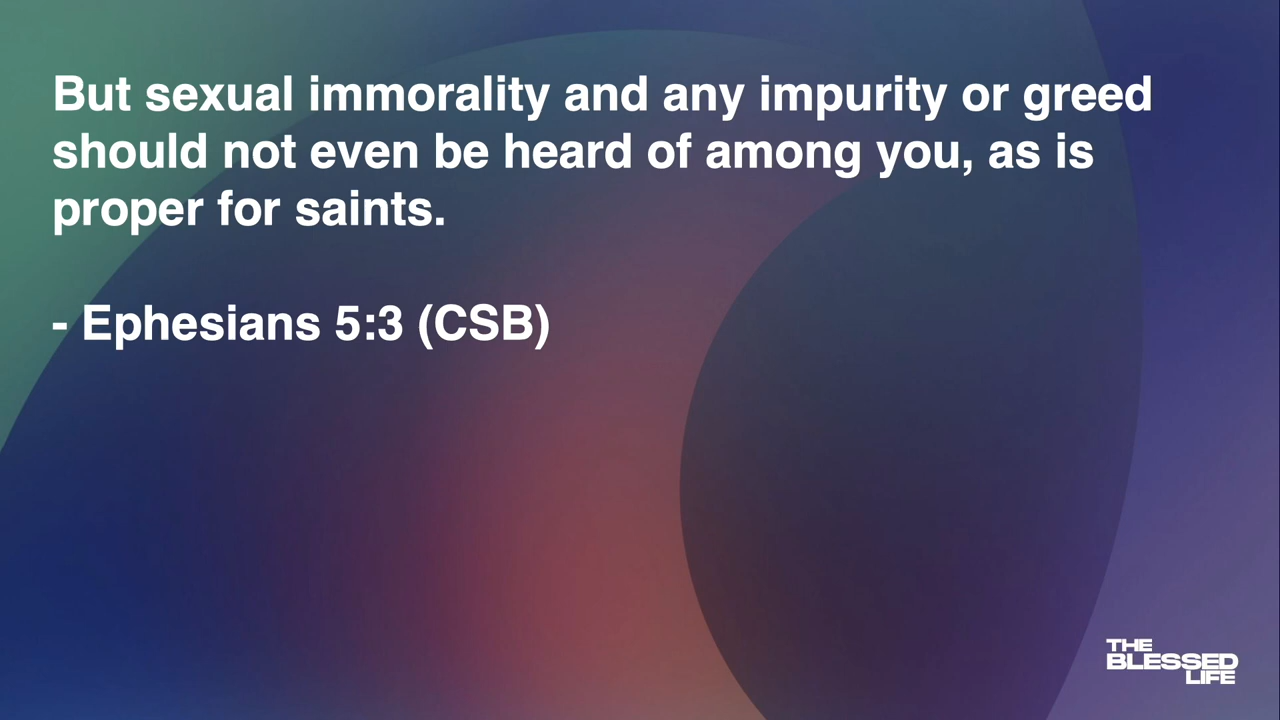 But sexual immorality and any impurity or greed
should not even be heard of among you, as is
proper for saints.
- Ephesians 5:3 (CSB)
THE
BLESSED
LIFE